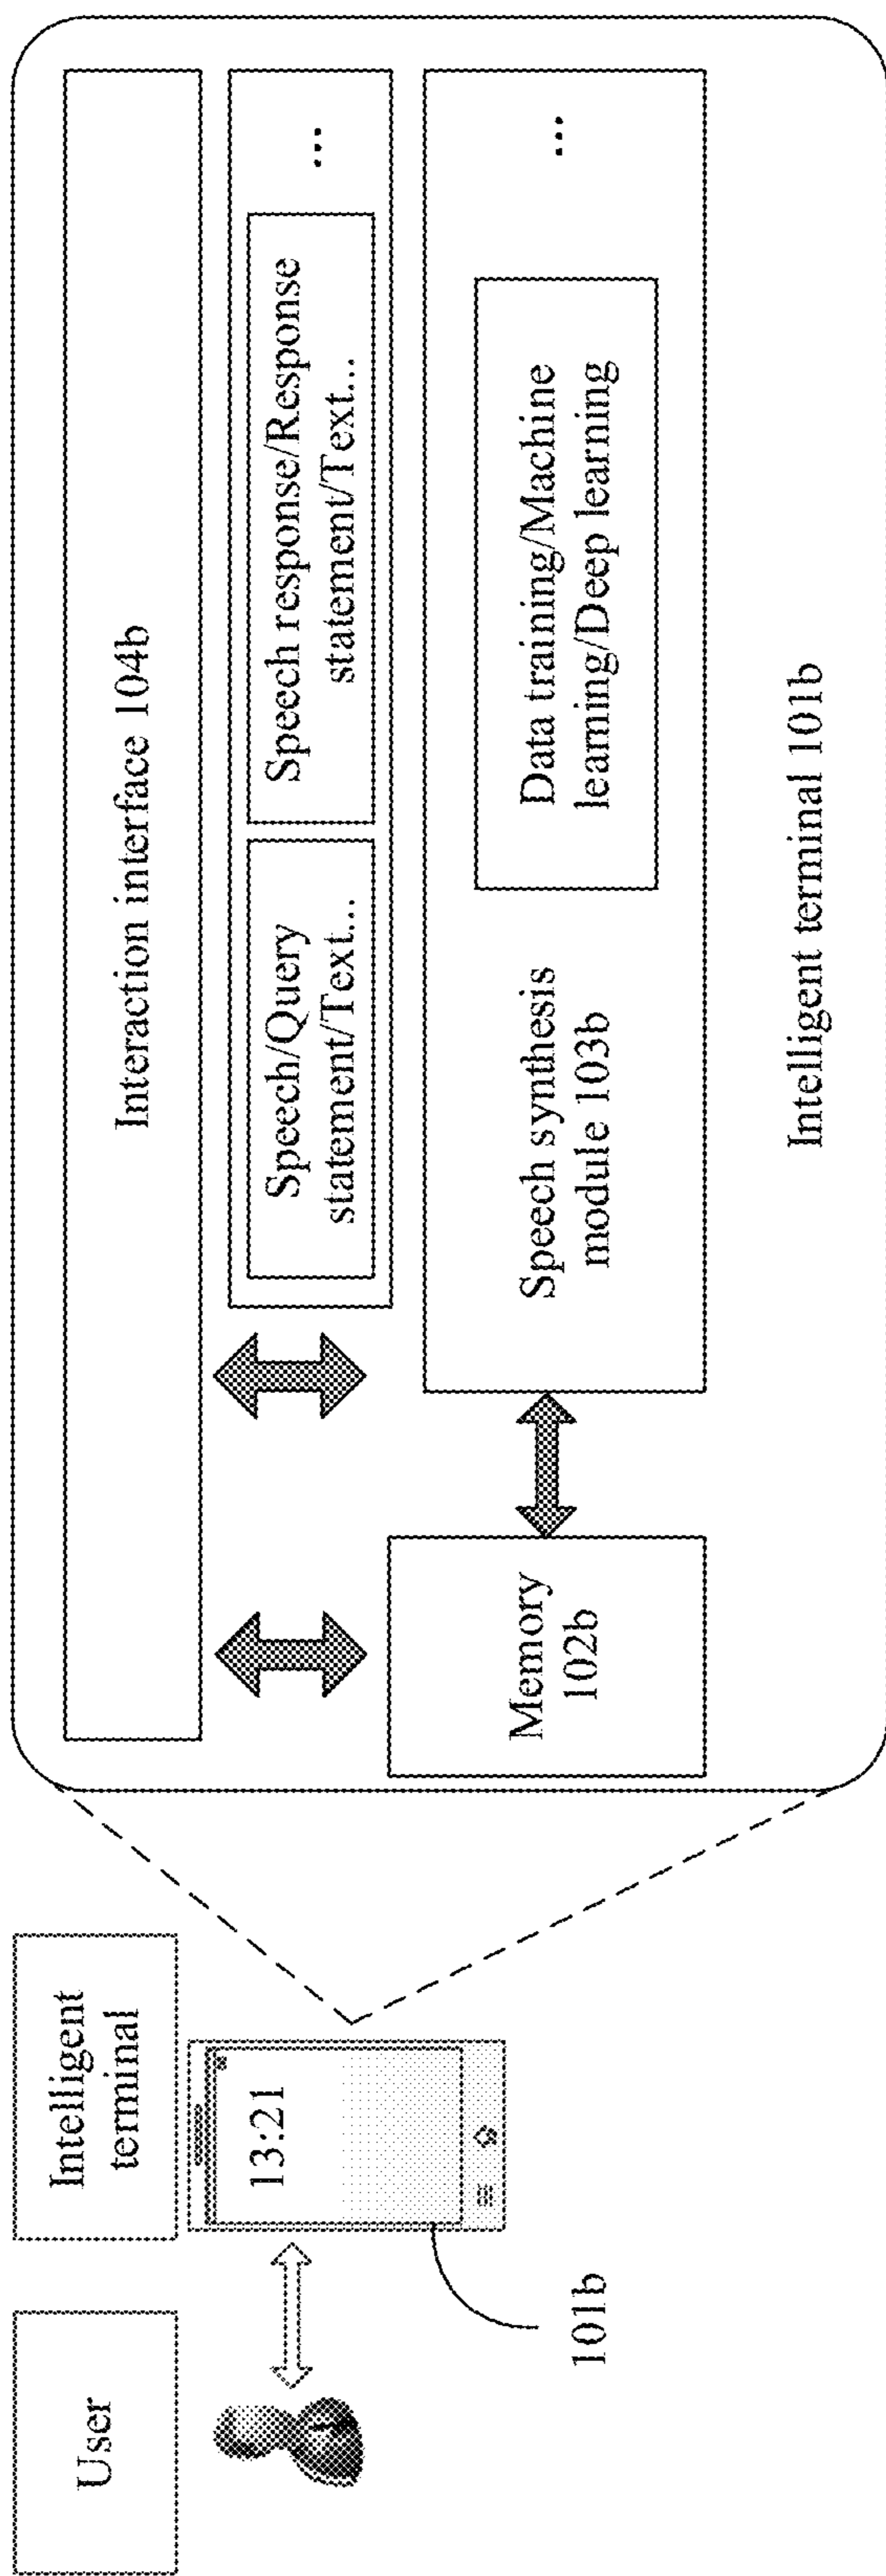 User
Intelligent
terminal
13:21
101b
Interaction interface 104b
Speech/Query
statement/Text...
Speech response/Response
statement/Text...
...
Memory
102b
Speech synthesis
module 103b
Data training/Machine
learning/Deep learning
...
Intelligent terminal 101b